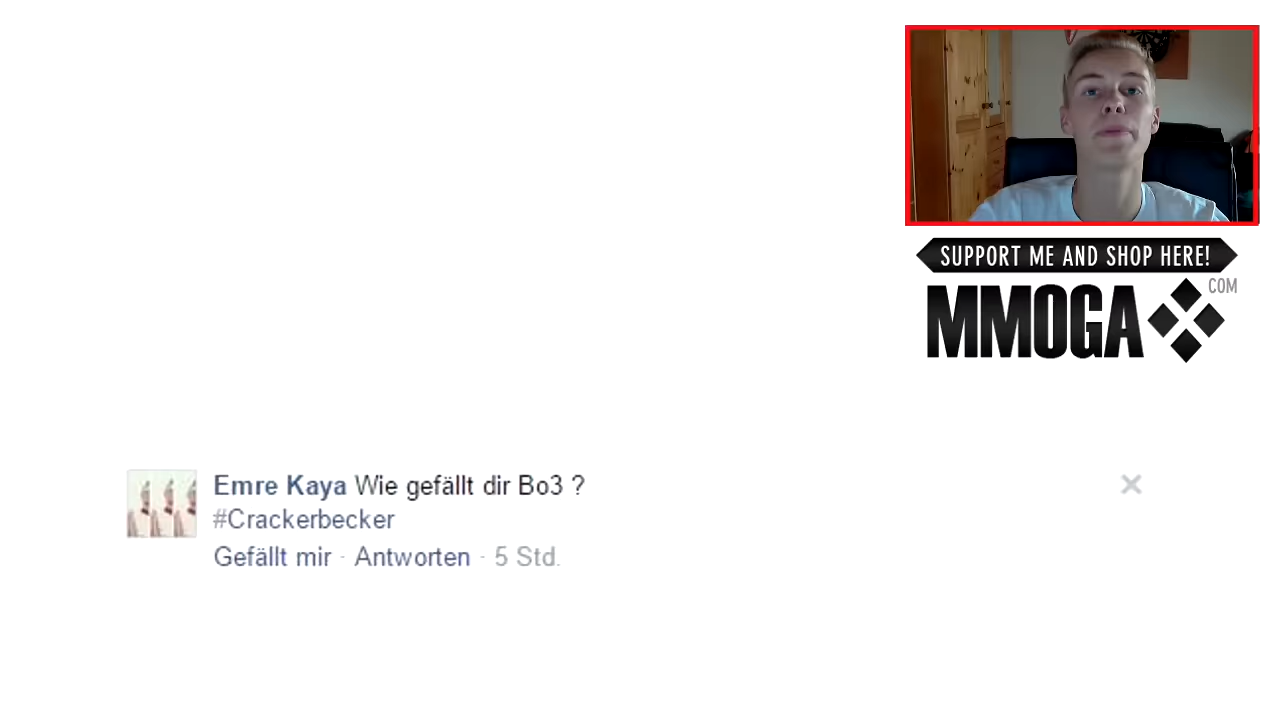 SUPPORT ME AND SHOP HERE!
MMOGA COM
Emre Kaya Wie gefällt dir Bo3 ?
#Crackerbecker
Gefällt mir · Antworten · 5 Std.